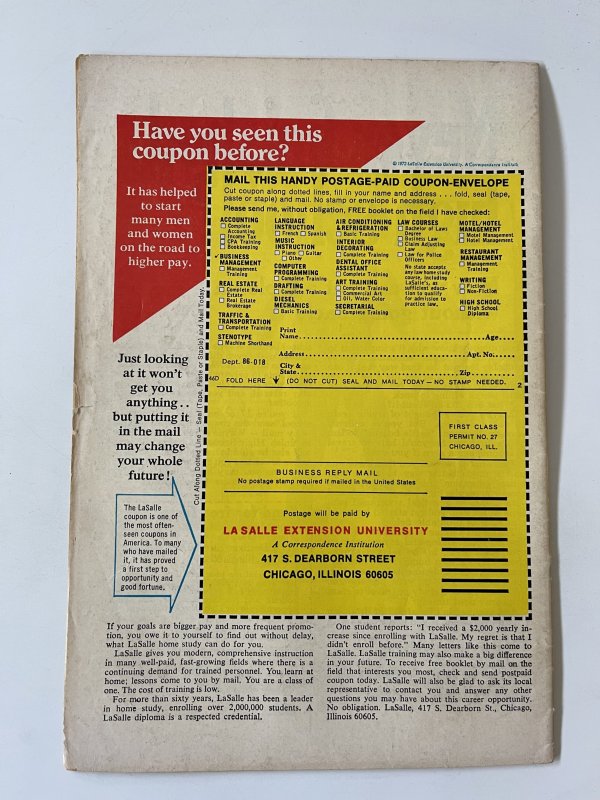 Have you seen this
coupon before?
© 1972 LaSalle Extension University. A Correspondence Institution
It has helped
to start
many men
and women
on the road to
higher pay.
MAIL THIS HANDY POSTAGE-PAID COUPON-ENVELOPE
Cut coupon along dotted lines, fill in your name and address . . . fold, seal (tape,
paste or staple) and mail. No stamp or envelope is necessary.
Please send me, without obligation, FREE booklet on the field I have checked:
ACCOUNTING
Complete
Accounting
Income Tax
CPA Training
Bookkeeping
BUSINESS
MANAGEMENT
Management
Training
REAL ESTATE
Complete Real
Estate
Real Estate
Brokerage
TRAFFIC &
TRANSPORTATION
Complete Training
STENOTYPE
Machine Shorthand
LANGUAGE
INSTRUCTION
French Spanish
MUSIC
INSTRUCTION
Piano Guitar
Other
COMPUTER
PROGRAMMING
Complete Training
DRAFTING
Complete Training
DIESEL
MECHANICS
Basic Training
AIR CONDITIONING
& REFRIGERATION
Basic Training
INTERIOR
DECORATING
Complete Training
DENTAL OFFICE
ASSISTANT
Complete Training
ART TRAINING
Complete Training
Commercial Art
Oil, Water Color
SECRETARIAL
Complete Training
LAW COURSES
Bachelor of Laws
Degree
Business Law
Claim Adjusting
Law
Law for Police
Officers
No state accepts
any law home study
course, including
LaSalle's, as
sufficient educa-
tion to qualify
for admission to
practice law.
MOTEL/HOTEL
MANAGEMENT
Motel Management
Hotel Management
RESTAURANT
MANAGEMENT
Management
Training
WRITING
Fiction
Non-Fiction
HIGH SCHOOL
High School
Diploma
Print
Name Age
Address Apt. No.
Dept. 86-018
City &
State Zip
46D FOLD HERE (DO NOT CUT) SEAL AND MAIL TODAY — NO STAMP NEEDED. 2
Cut Along Dotted Line — Seal (Tape, Paste or Staple) and Mail Today.
Just looking
at it won't
get you
anything . .
but putting it
in the mail
may change
your whole
future!
FIRST CLASS
PERMIT NO. 27
CHICAGO, ILL.
BUSINESS REPLY MAIL
No postage stamp required if mailed in the United States
Postage will be paid by
LA SALLE EXTENSION UNIVERSITY
A Correspondence Institution
417 S. DEARBORN STREET
CHICAGO, ILLINOIS 60605
The LaSalle
coupon is one
of the most often-
seen coupons in
America. To many
who have mailed
it, it has proved
a first step to
opportunity and
good fortune.
If your goals are bigger pay and more frequent promo-
tion, you owe it to yourself to find out without delay,
what LaSalle home study can do for you.
LaSalle gives you modern, comprehensive instruction
in many well-paid, fast-growing fields where there is a
continuing demand for trained personnel. You learn at
home; lessons come to you by mail. You are a class of
one. The cost of training is low.
For more than sixty years, LaSalle has been a leader
in home study, enrolling over 2,000,000 students. A
LaSalle diploma is a respected credential.
One student reports: "I received a $2,000 yearly in-
crease since enrolling with LaSalle. My regret is that I
didn't enroll before." Many letters like this come to
LaSalle. LaSalle training may also make a big difference
in your future. To receive free booklet by mail on the
field that interests you most, check and send postpaid
coupon today. LaSalle will also be glad to ask its local
representative to contact you and answer any other
questions you may have about this career opportunity.
No obligation. LaSalle, 417 S. Dearborn St., Chicago,
Illinois 60605.